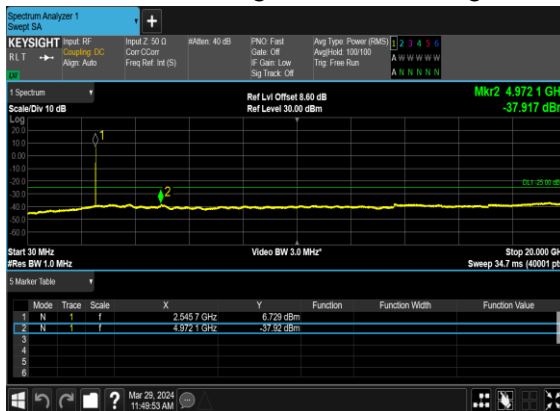 Spectrum Analyzer 1
Swept SA
KEYSIGHT Input: RF Input Z: 50 Ω #Atten: 40 dB PNO: Fast Avg Type: Power (RMS) 1 2 3 4 5 6
RLT Coupling: DC Corr CCorr Gate: Off Avg|Hold: 100/100 A W W W W W
Align: Auto Freq Ref: Int (S) IF Gain: Low Trig: Free Run
Sig Track: Off A N N N N N
1 Spectrum Mkr2 4.972 1 GH
Ref Lvl Offset 8.60 dB
Scale/Div 10 dB Ref Level 30.00 dBm -37.917 dBr
Log
20.0
10.0
0.00
-10.0
-20.0
-30.0
-40.0
-50.0
-60.0
1
2
Start 30 MHz Video BW 3.0 MHz* Stop 20.000 GH
#Res BW 1.0 MHz Sweep 34.7 ms (40001 pt
5 Marker Table
Mode Trace Scale X Y Function Function Width Function Value
1 N 1 f 2.545 7 GHz 6.729 dBm
2 N 1 f 4.972 1 GHz -37.92 dBm
3
4
5
6
Mar 29, 2024
11:49:53 AM